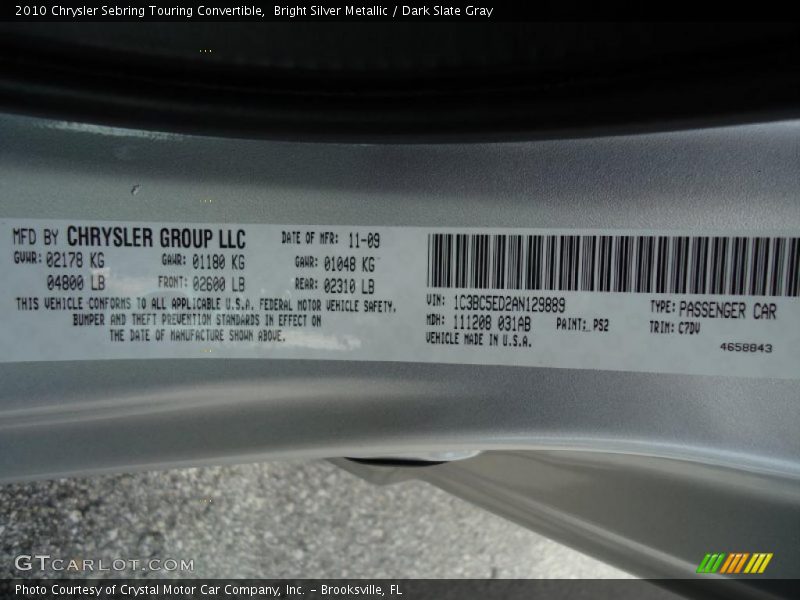 2010 Chrysler Sebring Touring Convertible,  Bright Silver Metallic / Dark Slate Gray
MFD BY CHRYSLER GROUP LLC DATE OF MFR: 11-09
GVWR: 02178 KG GAWR: 01180 KG GAWR: 01048 KG
04800 LB FRONT: 02600 LB REAR: 02310 LB
THIS VEHICLE CONFORMS TO ALL APPLICABLE U.S.A. FEDERAL MOTOR VEHICLE SAFETY,
BUMPER AND THEFT PREVENTION STANDARDS IN EFFECT ON
THE DATE OF MANUFACTURE SHOWN ABOVE.
VIN: 1C3BC5ED2AN129889 TYPE: PASSENGER CAR
MDH: 111208 031AB PAINT: PS2 TRIM: C7DV
VEHICLE MADE IN U.S.A.
4658843
GTCARLOT.COM
Photo Courtesy of Crystal Motor Car Company, Inc. – Brooksville, FL